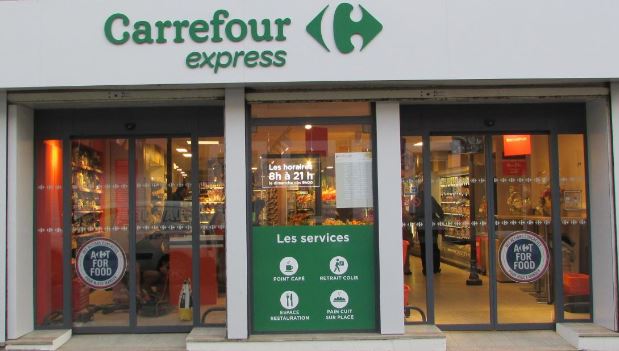 Carrefour
express
Les horaires
8h à 21h
Les services
POINT CAFÉ
RETRAIT COLIS
ESPACE
RESTAURATION
PAIN CUIT
SUR PLACE
ACT
FOR
FOOD
ACT
FOR
FOOD